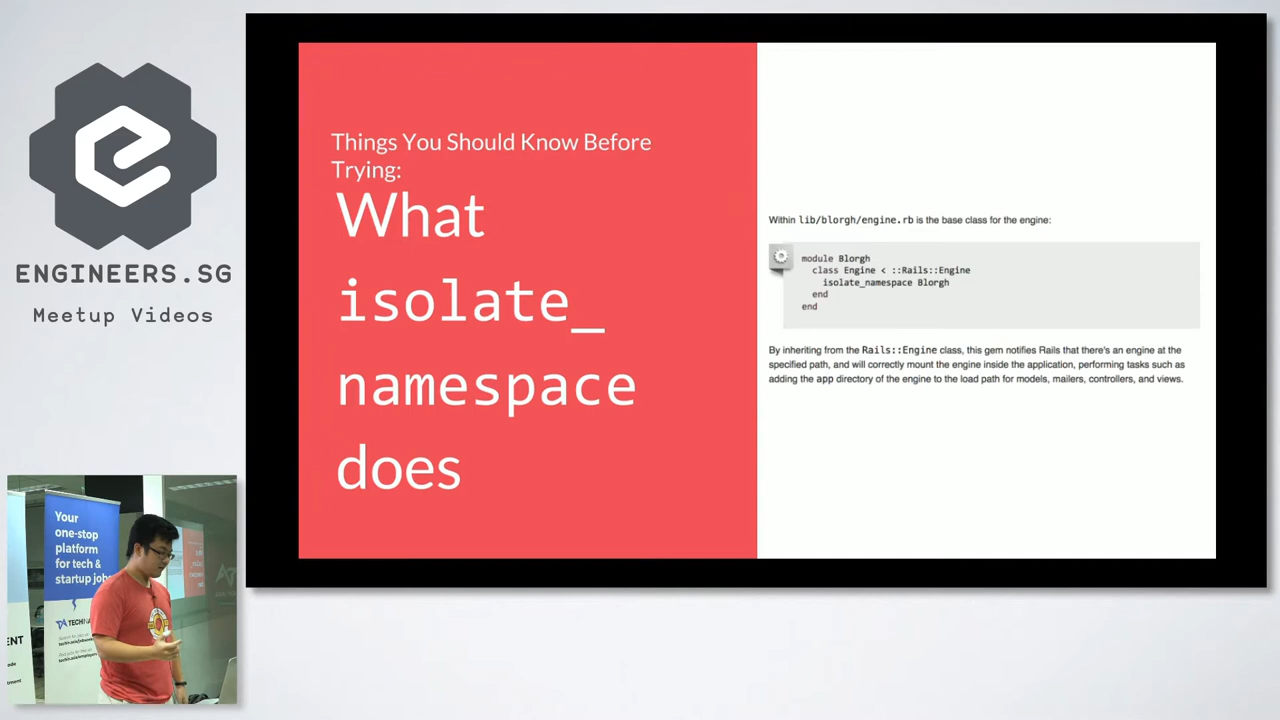 ENGINEERS.SG
Meetup Videos
Things You Should Know Before
Trying:
What
isolate_
namespace
does
Within lib/blorgh/engine.rb is the base class for the engine:
module Blorgh
class Engine < ::Rails::Engine
isolate_namespace Blorgh
end
end
By inheriting from the Rails::Engine class, this gem notifies Rails that there's an engine at the
specified path, and will correctly mount the engine inside the application, performing tasks such as
adding the app directory of the engine to the load path for models, mailers, controllers, and views.
Your
one-stop
platform
for tech &
startup jobs